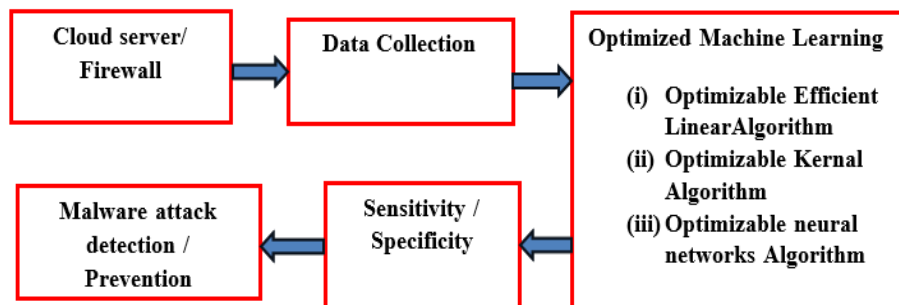 Cloud server/
Firewall
Data Collection
Optimized Machine Learning
(i) Optimizable Efficient
LinearAlgorithm
(ii) Optimizable Kernal
Algorithm
(iii) Optimizable neural
networks Algorithm
Sensitivity /
Specificity
Malware attack
detection /
Prevention